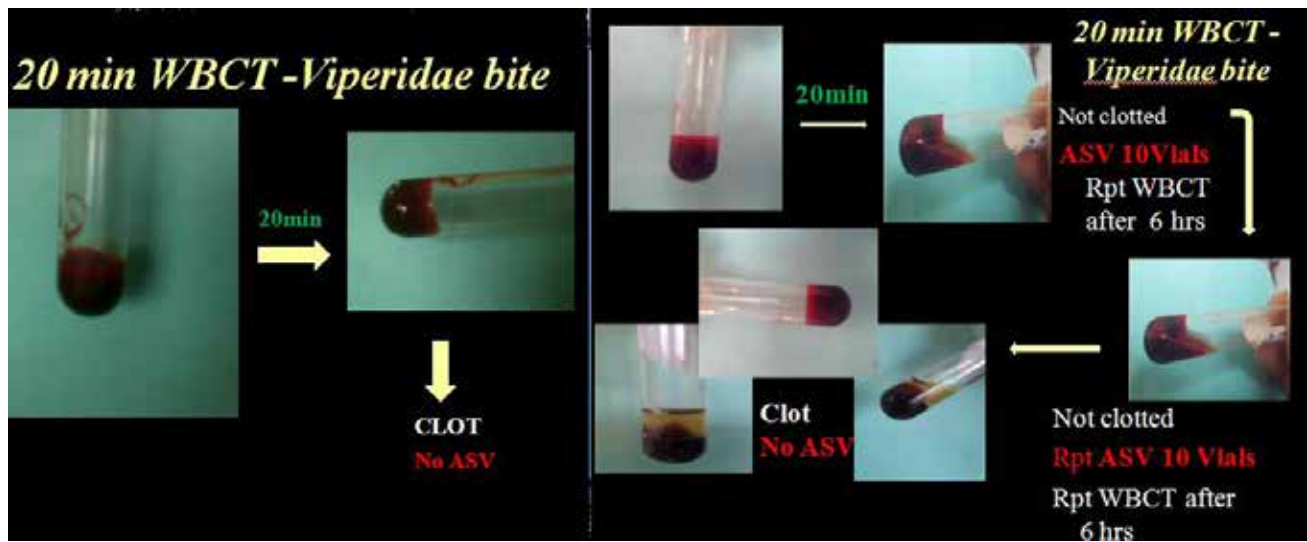 20 min WBCT -Viperidae bite
20min
CLOT
No ASV
20 min WBCT -
Viperidae bite
20min
Not clotted
ASV 10Vials
Rpt WBCT
after 6 hrs
Not clotted
Rpt ASV 10 Vials
Rpt WBCT after
6 hrs
Clot
No ASV